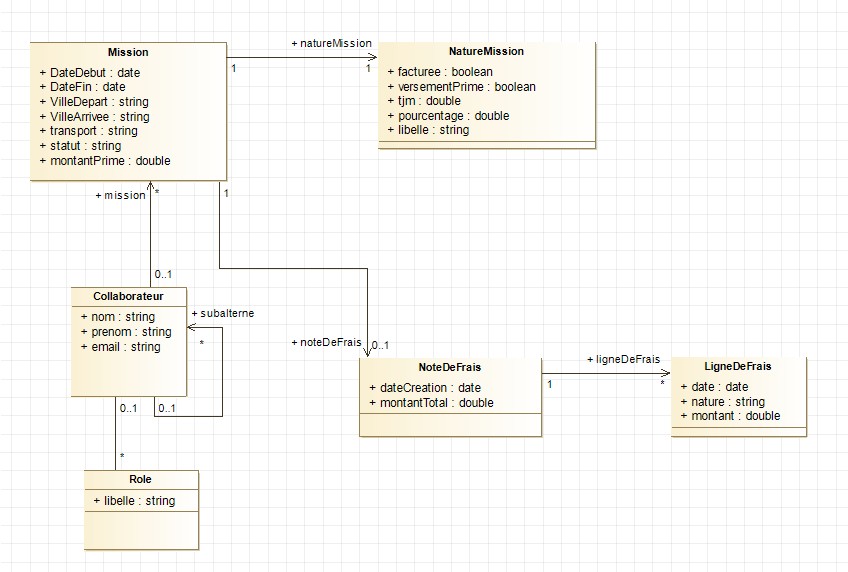 Mission
+ DateDebut : date
+ DateFin : date
+ VilleDepart : string
+ VilleArrivee : string
+ transport : string
+ statut : string
+ montantPrime : double
+ natureMission
1
1
NatureMission
+ facturee : boolean
+ versementPrime : boolean
+ tjm : double
+ pourcentage : double
+ libelle : string
+ mission
*
1
0..1
Collaborateur
+ nom : string
+ prenom : string
+ email : string
+ subalterne
*
0..1
0..1
*
Role
+ libelle : string
+ noteDeFrais
0..1
NoteDeFrais
+ dateCreation : date
+ montantTotal : double
+ ligneDeFrais
1
*
LigneDeFrais
+ date : date
+ nature : string
+ montant : double